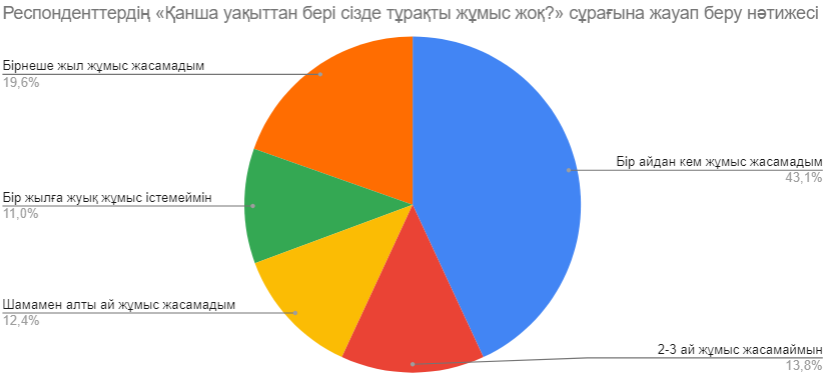 Респонденттердің «Қанша уақыттан бері сізде тұрақты жұмыс жоқ?» сұрағына жауап беру нәтижесі
Бірнеше жыл жұмыс жасамадым
19,6%
Бір айдан кем жұмыс жасамадым
43,1%
Бір жылға жуық жұмыс істемеймін
11,0%
Шамамен алты ай жұмыс жасамадым
12,4%
2-3 ай жұмыс жасамаймын
13,8%